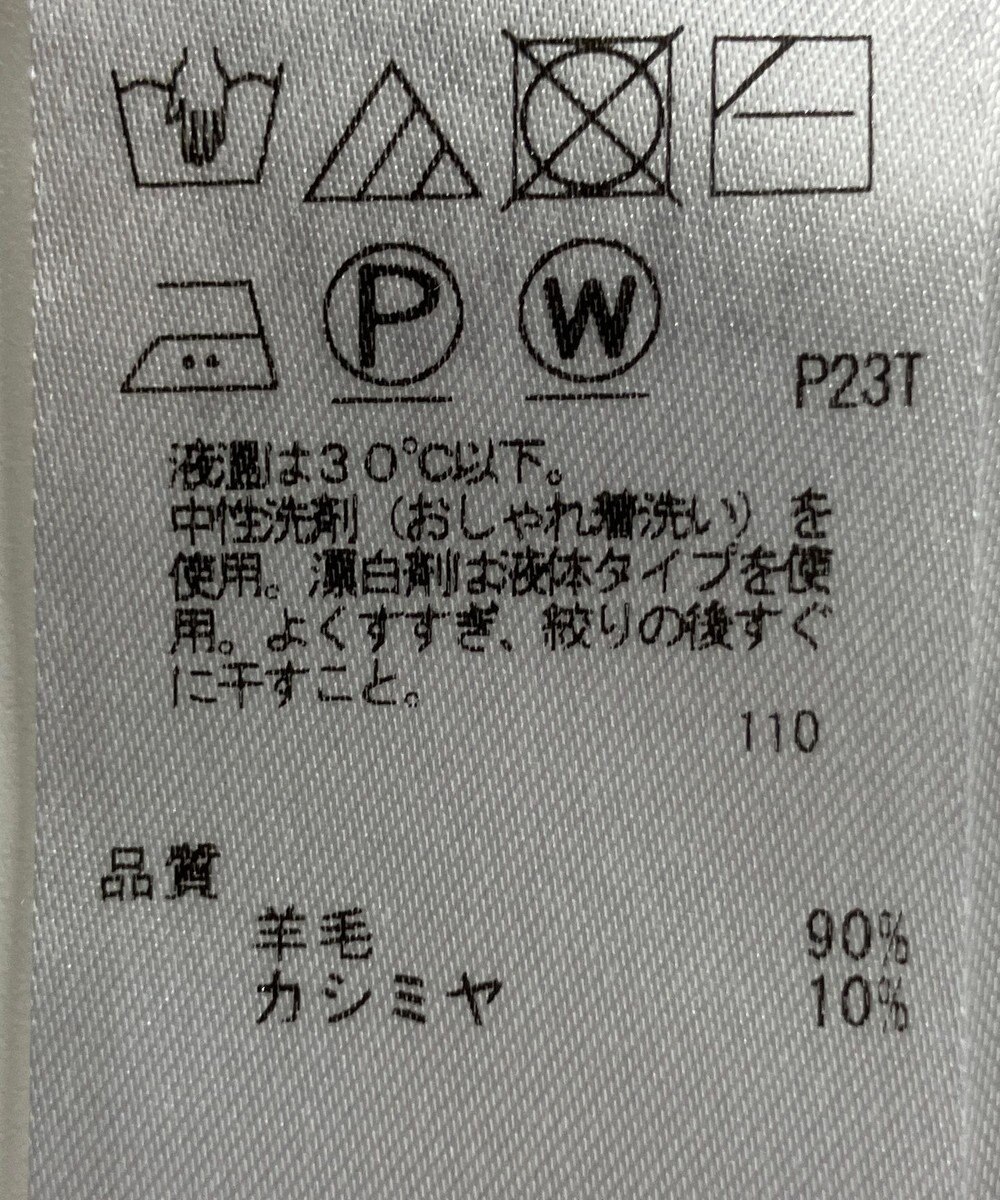 P
W
P23T
液温は30℃以下。
中性洗剤（おしゃれ着洗い）を
使用。漂白剤は液体タイプを使
用。よくすすぎ、絞りの後すぐ
に干すこと。
110
品質
羊毛 90%
カシミヤ 10%